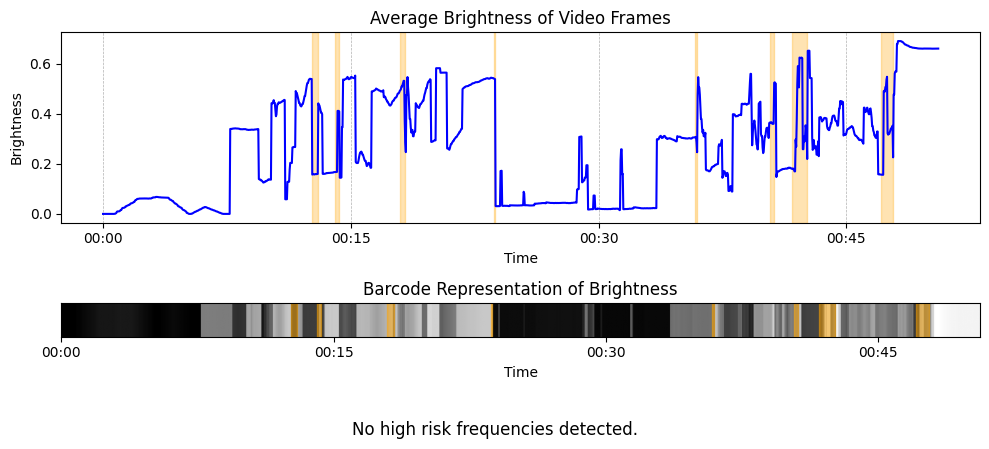 Average Brightness of Video Frames
Brightness
0.6
0.4
0.2
0.0
00:00 00:15 00:30 00:45
Time
Barcode Representation of Brightness
00:00 00:15 00:30 00:45
Time
No high risk frequencies detected.